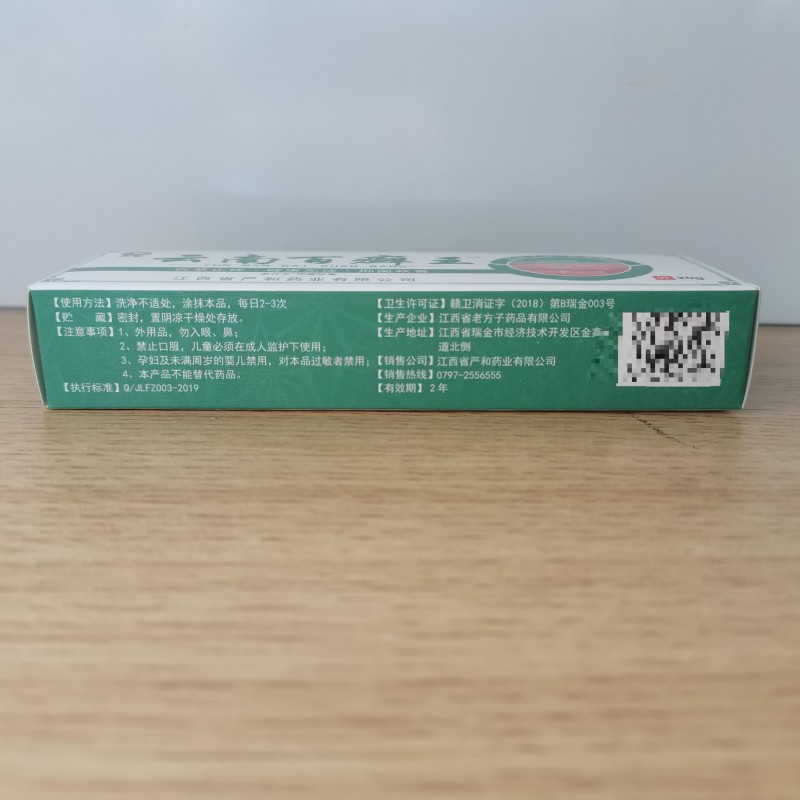 云南百癣王
江西省严和药业有限公司
【使用方法】洗净不适处，涂抹本品，每日2-3次
【贮　　藏】密封，置阴凉干燥处存放。
【注意事项】1、外用品，勿入眼、鼻；
2、禁止口服，儿童必须在成人监护下使用；
3、孕妇及未满周岁的婴儿禁用，对本品过敏者禁用；
4、本产品不能替代药品。
【执行标准】Q/JLFZ003-2019
【卫生许可证】赣卫消证字（2018）第B瑞金003号
【生产企业】江西省老方子药品有限公司
【生产地址】江西省瑞金市经济技术开发区金
道北侧
【销售公司】江西省严和药业有限公司
【销售热线】0797-2556555
【有效期】2 年